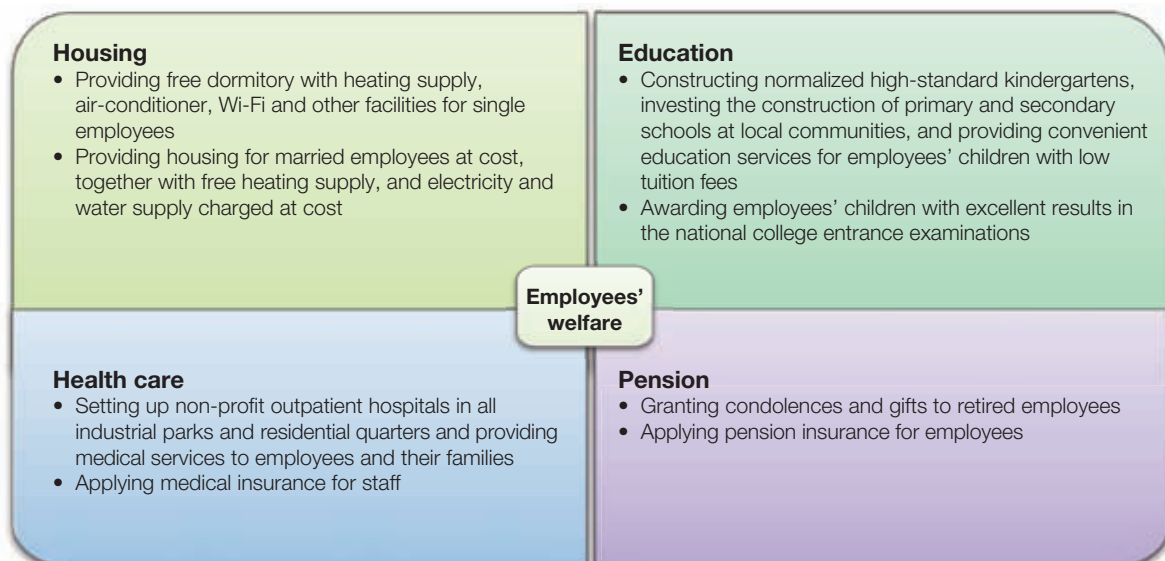 Housing
• Providing free dormitory with heating supply,
air-conditioner, Wi-Fi and other facilities for single
employees
• Providing housing for married employees at cost,
together with free heating supply, and electricity and
water supply charged at cost
Education
• Constructing normalized high-standard kindergartens,
investing the construction of primary and secondary
schools at local communities, and providing convenient
education services for employees’ children with low
tuition fees
• Awarding employees’ children with excellent results in
the national college entrance examinations
Employees’
welfare
Health care
• Setting up non-profit outpatient hospitals in all
industrial parks and residential quarters and providing
medical services to employees and their families
• Applying medical insurance for staff
Pension
• Granting condolences and gifts to retired employees
• Applying pension insurance for employees